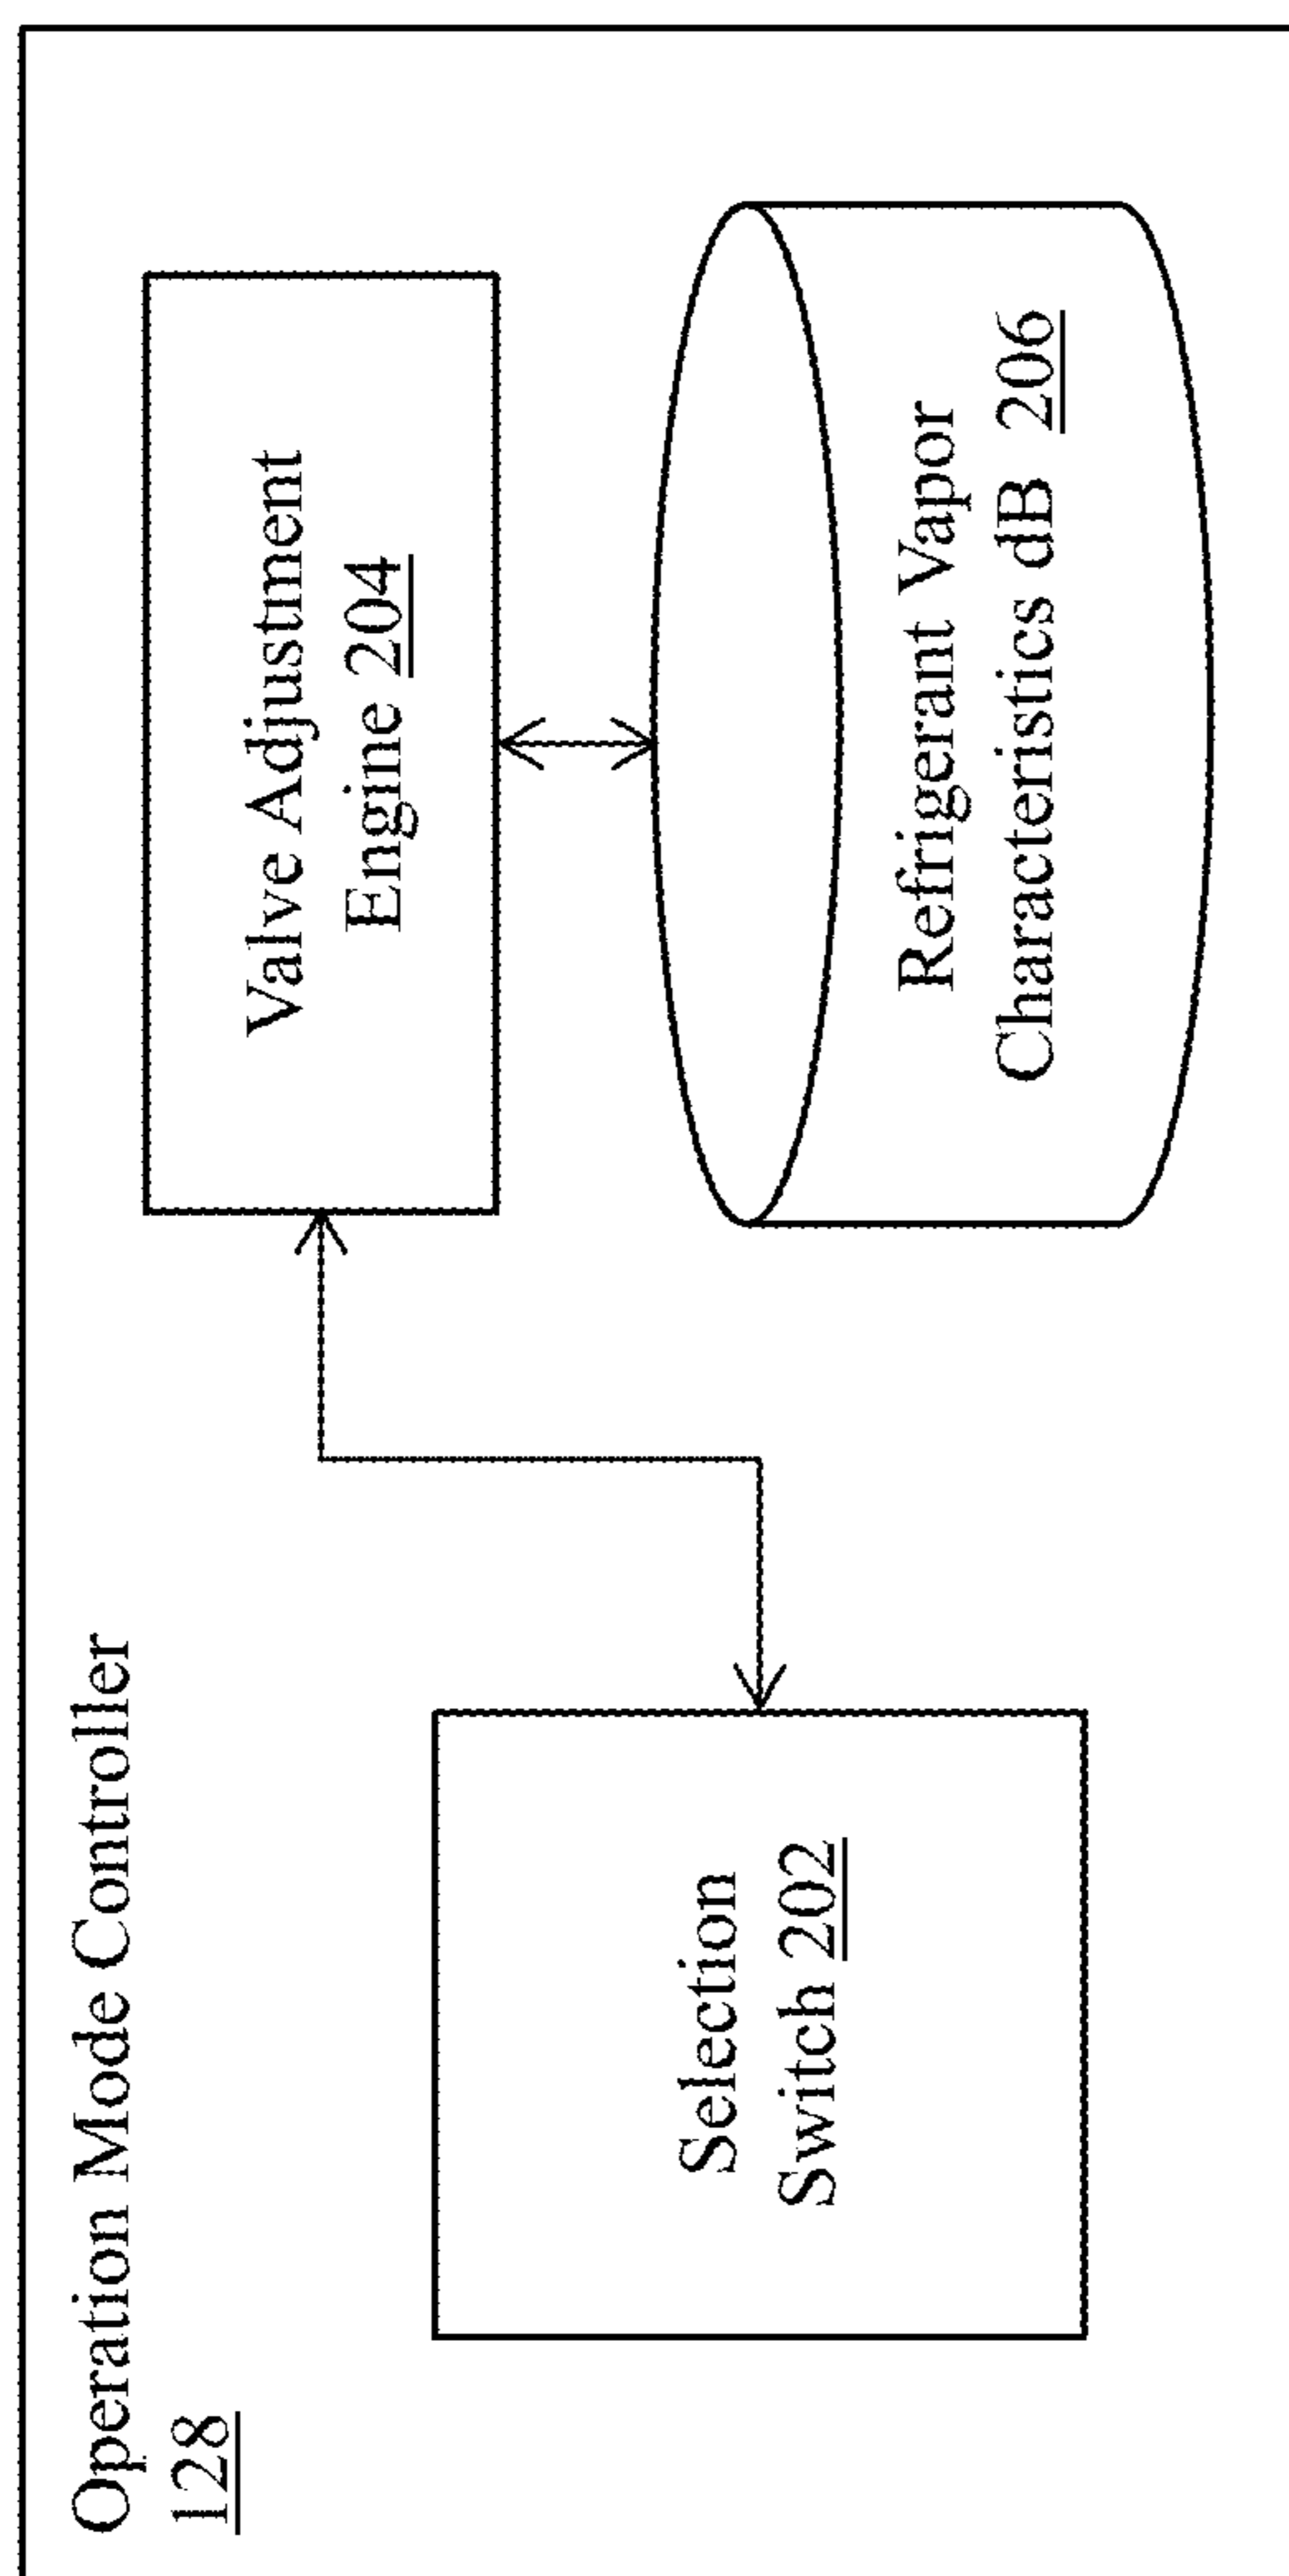 Operation Mode Controller
128
Selection
Switch 202
Valve Adjustment
Engine 204
Refrigerant Vapor
Characteristics dB 206